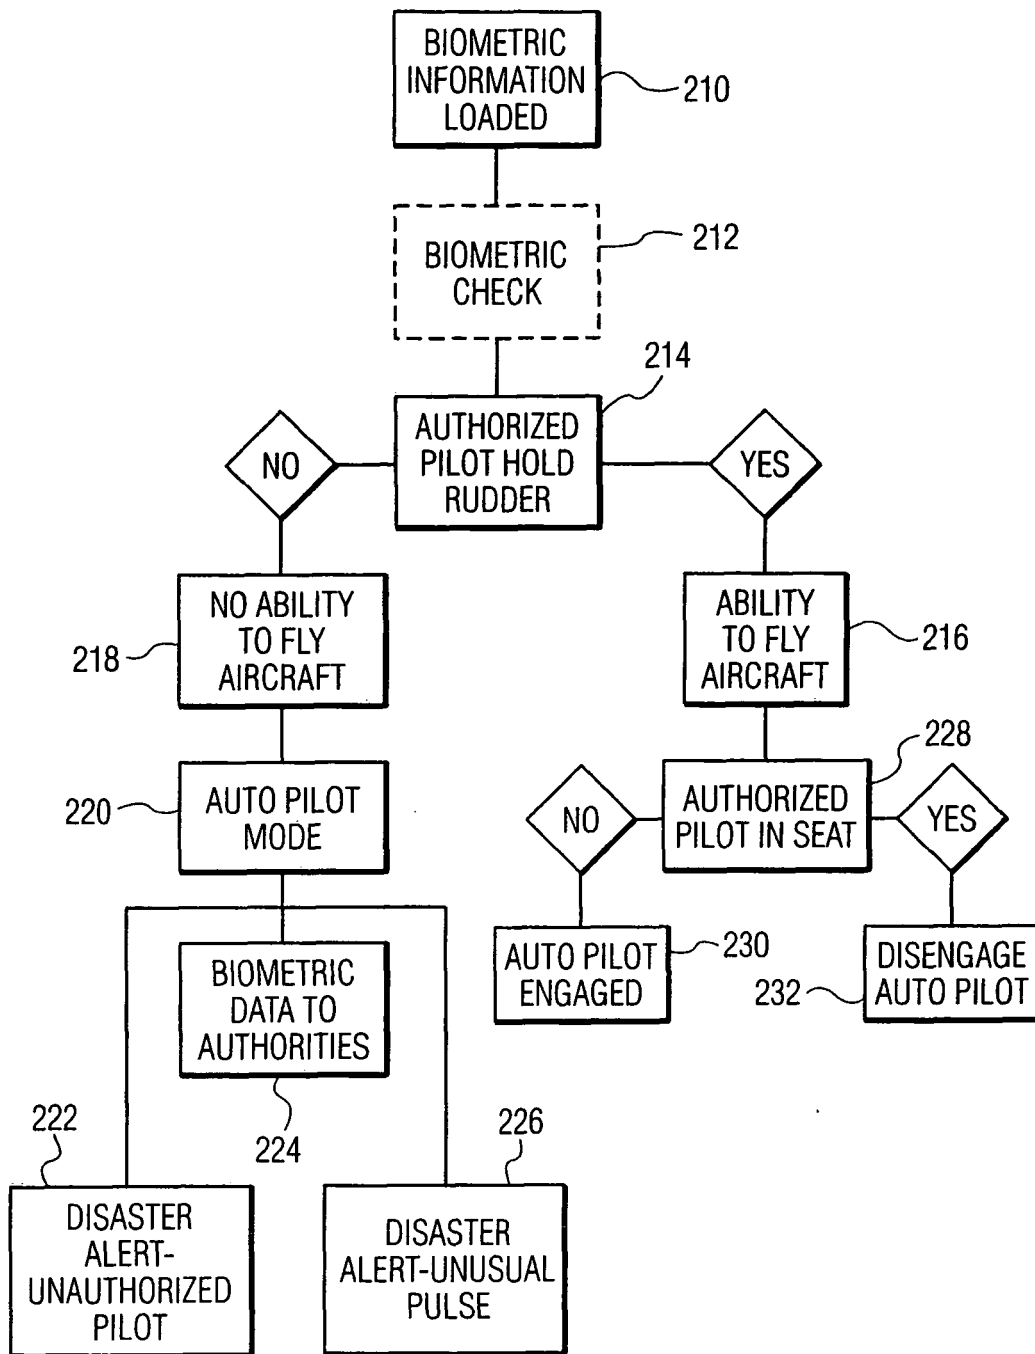 BIOMETRIC
INFORMATION
LOADED
210
BIOMETRIC
CHECK
212
214
AUTHORIZED
PILOT HOLD
RUDDER
NO
YES
NO ABILITY
TO FLY
AIRCRAFT
218
ABILITY
TO FLY
AIRCRAFT
216
AUTO PILOT
MODE
220
228
AUTHORIZED
PILOT IN SEAT
NO
YES
AUTO PILOT
ENGAGED
230
DISENGAGE
AUTO PILOT
232
BIOMETRIC
DATA TO
AUTHORITIES
224
222
DISASTER
ALERT-
UNAUTHORIZED
PILOT
226
DISASTER
ALERT-UNUSUAL
PULSE